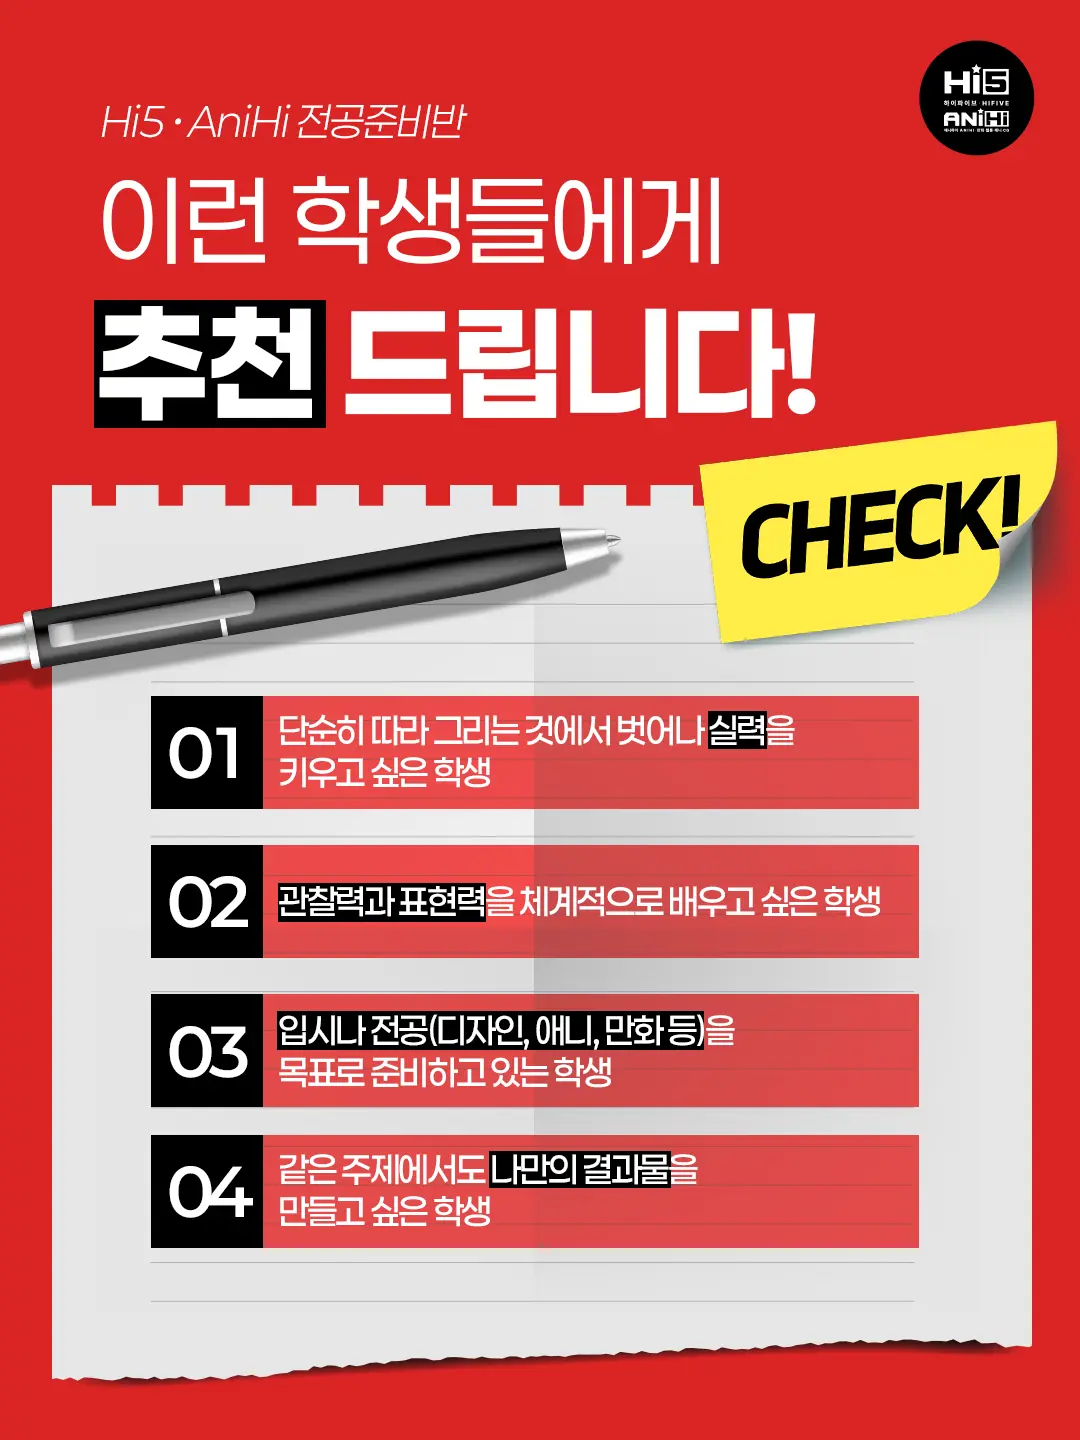 Hi5
하이파이브 HIFIVE
ANiHi
Hi5 · AniHi 전공준비반
이런 학생들에게
추천 드립니다!
CHECK!
01
단순히 따라 그리는 것에서 벗어나 실력을
키우고 싶은 학생
02
관찰력과 표현력을 체계적으로 배우고 싶은 학생
03
입시나 전공(디자인, 애니, 만화 등)을
목표로 준비하고 있는 학생
04
같은 주제에서도 나만의 결과물을
만들고 싶은 학생